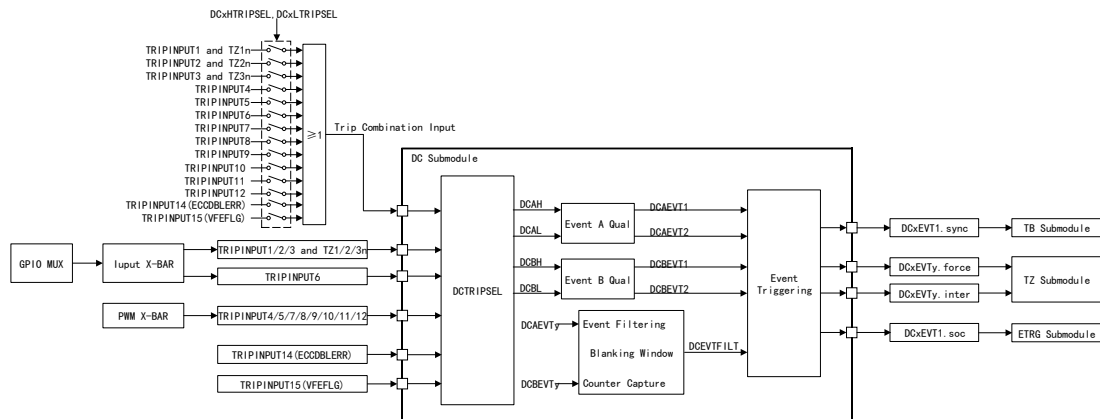 DCxHTRIPSEL,DCxLTRIPSEL
TRIPINPUT1 and TZ1n
TRIPINPUT2 and TZ2n
TRIPINPUT3 and TZ3n
TRIPINPUT4
TRIPINPUT5
TRIPINPUT6
TRIPINPUT7
TRIPINPUT8
TRIPINPUT9
TRIPINPUT10
TRIPINPUT11
TRIPINPUT12
TRIPINPUT14(ECCDBLERR)
TRIPINPUT15(VFEFLG)
≥1
Trip Combination Input
DC Submodule
GPIO MUX
Iuput X-BAR
PWM X-BAR
TRIPINPUT1/2/3 and TZ1/2/3n
TRIPINPUT6
TRIPINPUT4/5/7/8/9/10/11/12
TRIPINPUT14(ECCDBLERR)
TRIPINPUT15(VFEFLG)
DCTRIPSEL
DCAH
DCAL
DCBH
DCBL
DCAEVTy
DCBEVTy
Event A Qual
Event B Qual
Event Filtering
Blanking Window
Counter Capture
DCAEVT1
DCAEVT2
DCBEVT1
DCBEVT2
DCEVTFILT
Event
Triggering
DCxEVT1.sync
DCxEVTy.force
DCxEVTy.inter
DCxEVT1.soc
TB Submodule
TZ Submodule
ETRG Submodule